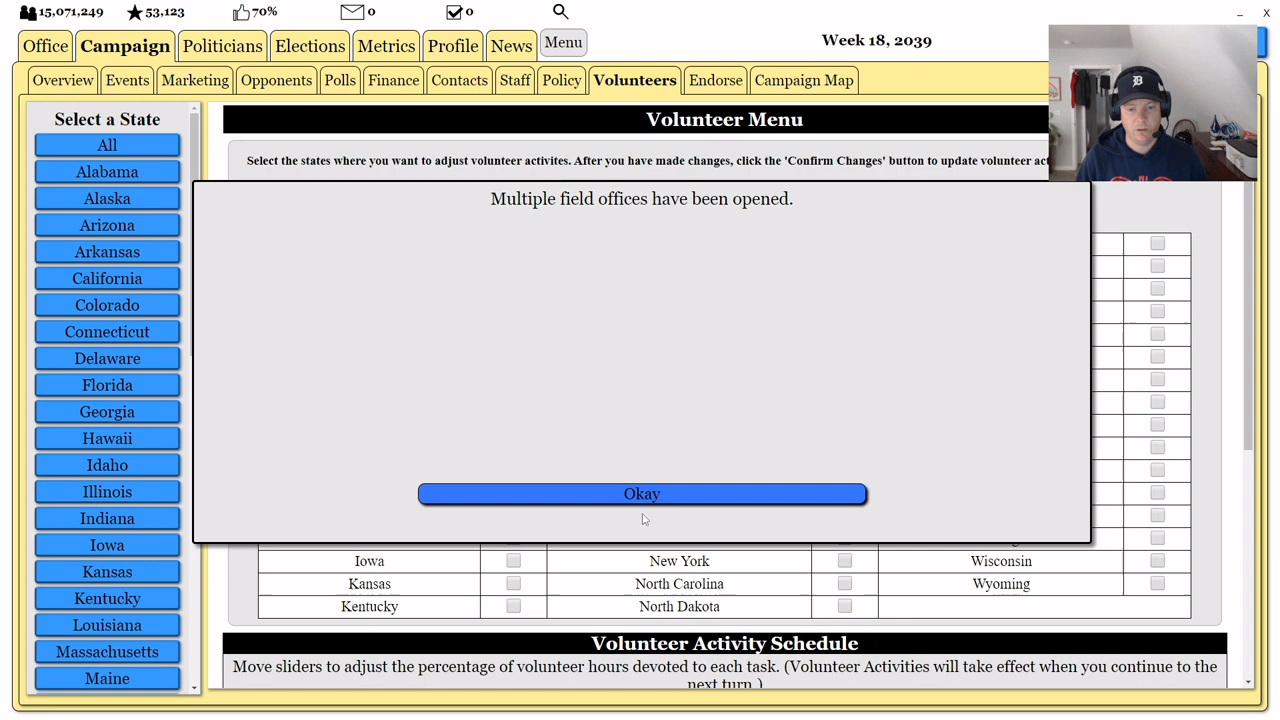 15,071,249 53,123 70% 0 0
Office Campaign Politicians Elections Metrics Profile News Menu Week 18, 2039
Overview Events Marketing Opponents Polls Finance Contacts Staff Policy Volunteers Endorse Campaign Map
Select a State
All
Alabama
Alaska
Arizona
Arkansas
California
Colorado
Connecticut
Delaware
Florida
Georgia
Hawaii
Idaho
Illinois
Indiana
Iowa
Kansas
Kentucky
Louisiana
Massachusetts
Maine
Volunteer Menu
Select the states where you want to adjust volunteer activites. After you have made changes, click the 'Confirm Changes' button to update volunteer
Multiple field offices have been opened.
Okay
Iowa New York Wisconsin
Kansas North Carolina Wyoming
Kentucky North Dakota
Volunteer Activity Schedule
Move sliders to adjust the percentage of volunteer hours devoted to each task. (Volunteer Activities will take effect when you continue to the
next turn.)